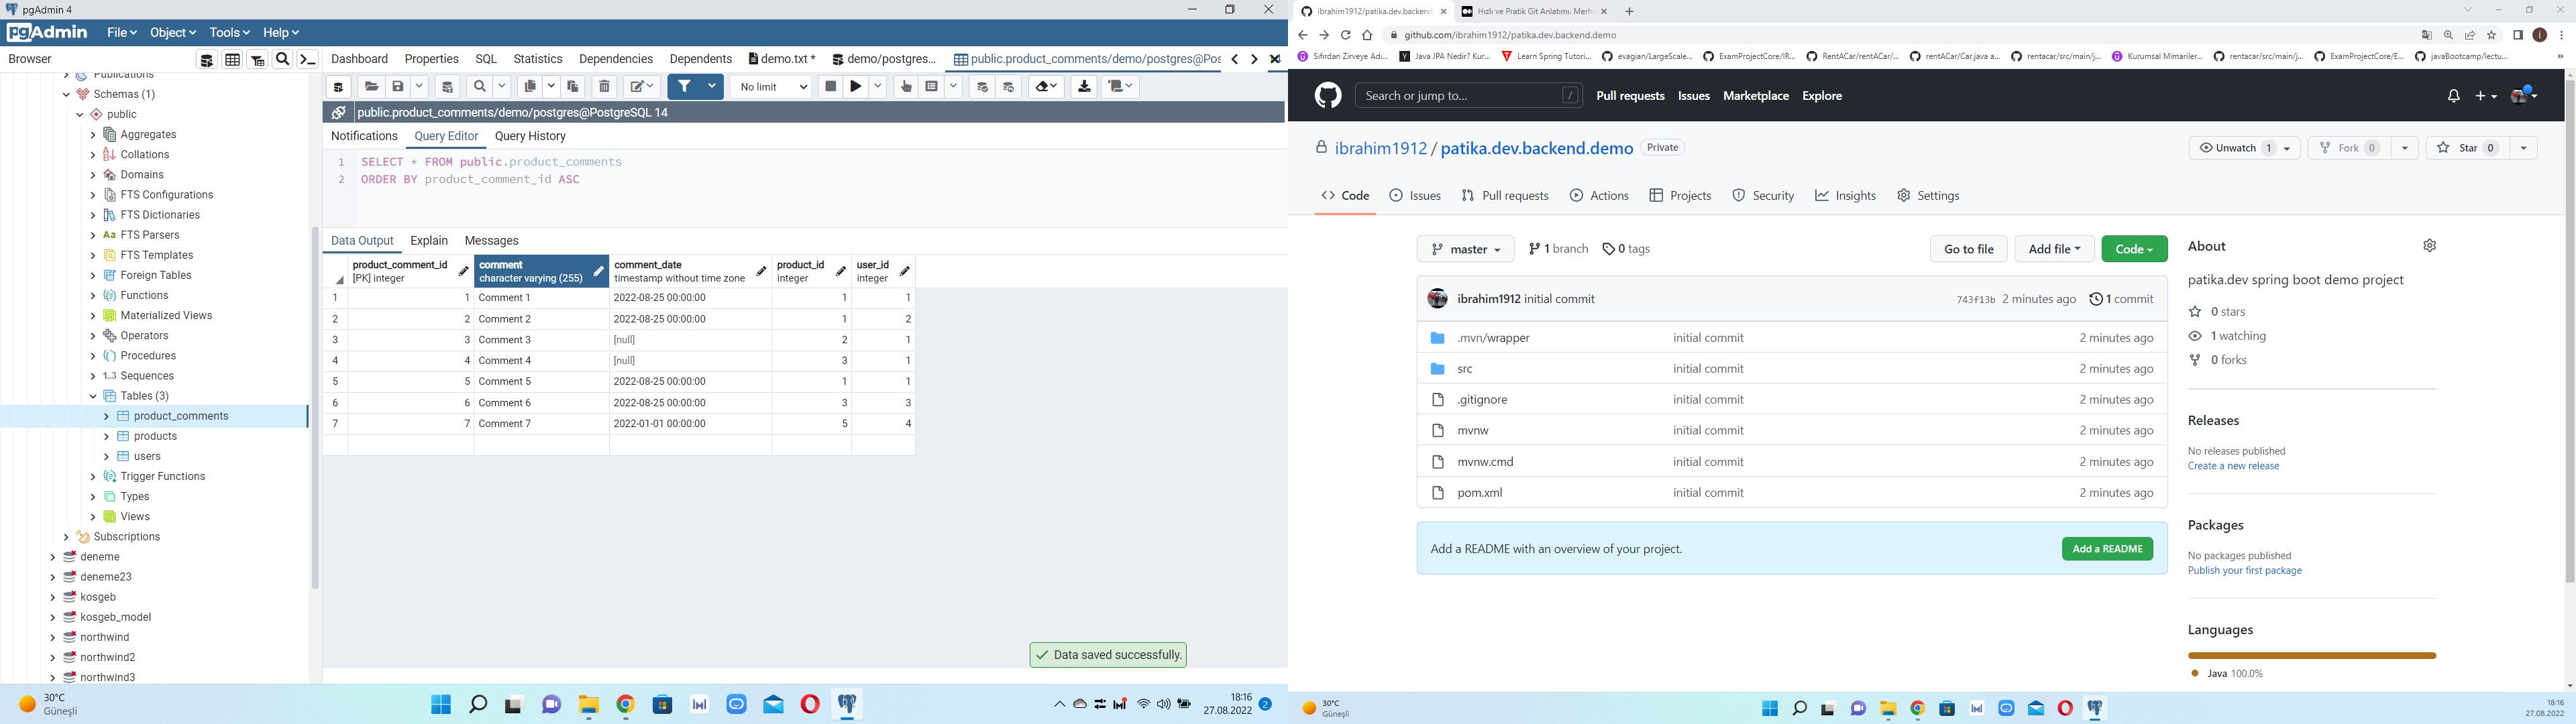 pgAdmin 4
pgAdmin File Object Tools Help
Browser
Dashboard Properties SQL Statistics Dependencies Dependents demo.txt * demo/postgres... public.product_comments/demo/postgres@Pos
Publications
Schemas (1)
public
Aggregates
Collations
Domains
FTS Configurations
FTS Dictionaries
FTS Parsers
FTS Templates
Foreign Tables
Functions
Materialized Views
Operators
Procedures
Sequences
Tables (3)
product_comments
products
users
Trigger Functions
Types
Views
Subscriptions
deneme
deneme23
kosgeb
kosgeb_model
northwind
northwind2
northwind3
No limit
public.product_comments/demo/postgres@PostgreSQL 14
Notifications Query Editor Query History
1 SELECT * FROM public.product_comments
2 ORDER BY product_comment_id ASC
Data Output Explain Messages
product_comment_id comment comment_date product_id user_id
[PK] integer character varying (255) timestamp without time zone integer integer
1 1 Comment 1 2022-08-25 00:00:00 1 1
2 2 Comment 2 2022-08-25 00:00:00 1 2
3 3 Comment 3 [null] 2 1
4 4 Comment 4 [null] 3 1
5 5 Comment 5 2022-08-25 00:00:00 1 1
6 6 Comment 6 2022-08-25 00:00:00 3 3
7 7 Comment 7 2022-01-01 00:00:00 5 4
Data saved successfully.
30°C
Güneşli
18:16
27.08.2022 2
ibrahim1912/patika.dev.backend Hızlı ve Pratik Git Anlatımı. Merh
github.com/ibrahim1912/patika.dev.backend.demo
Sıfırdan Zirveye Adı... Java JPA Nedir? Kur... Learn Spring Tutori... evagian/LargeScale... ExamProjectCore/IR... RentACar/rentACar/... rentACar/Car.java a... rentacar/src/main/j... Kurumsal Mimariler... rentacar/src/main/j... ExamProjectCore/E... javaBootcamp/lectu...
Search or jump to... / Pull requests Issues Marketplace Explore
ibrahim1912 / patika.dev.backend.demo Private
Unwatch 1 Fork 0 Star 0
Code Issues Pull requests Actions Projects Security Insights Settings
master 1 branch 0 tags Go to file Add file Code
ibrahim1912 initial commit 743f13b 2 minutes ago 1 commit
.mvn/wrapper initial commit 2 minutes ago
src initial commit 2 minutes ago
.gitignore initial commit 2 minutes ago
mvnw initial commit 2 minutes ago
mvnw.cmd initial commit 2 minutes ago
pom.xml initial commit 2 minutes ago
Add a README with an overview of your project. Add a README
About
patika.dev spring boot demo project
0 stars
1 watching
0 forks
Releases
No releases published
Create a new release
Packages
No packages published
Publish your first package
Languages
Java 100.0%
30°C
Güneşli
18:16
27.08.2022